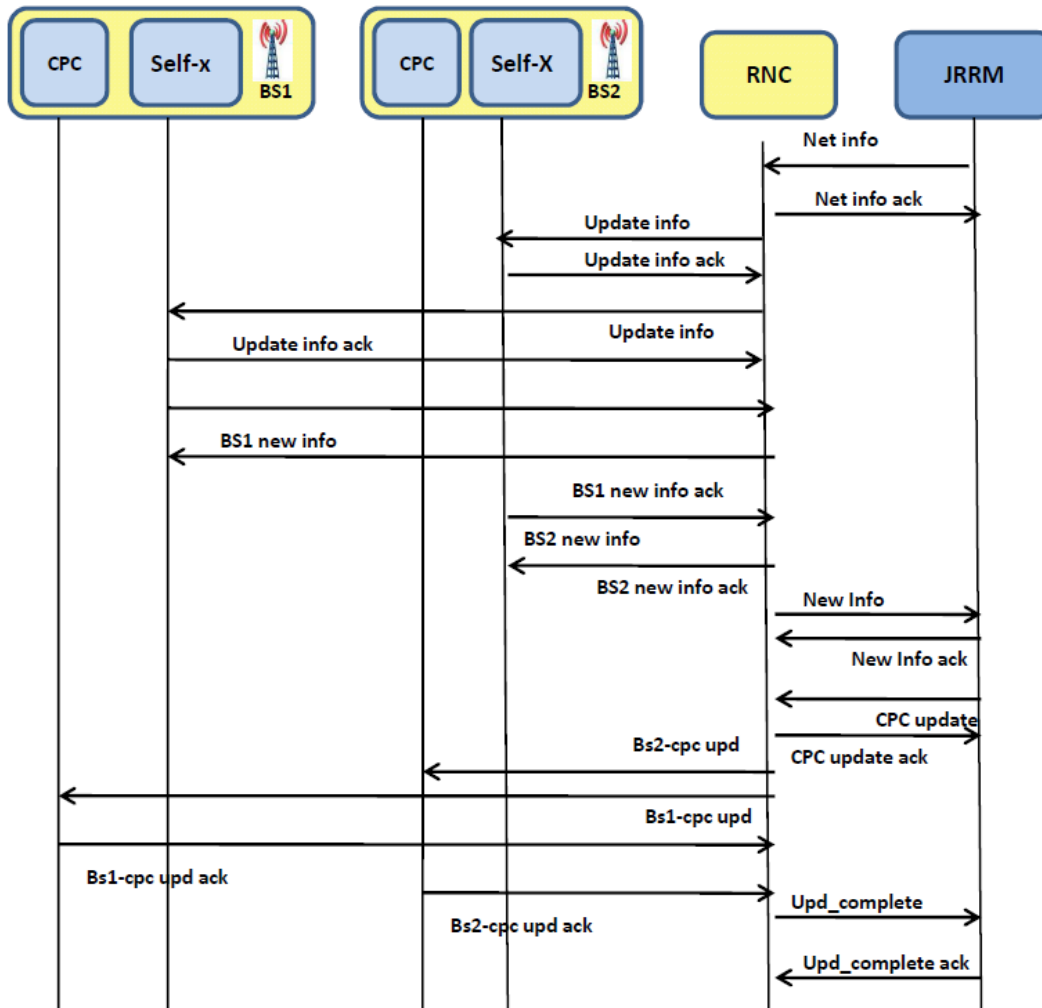 CPC
Self-x
BS1
CPC
Self-X
BS2
RNC
JRRM
Net info
Net info ack
Update info
Update info ack
Update info
Update info ack
BS1 new info
BS1 new info ack
BS2 new info
BS2 new info ack
New Info
New Info ack
CPC update
Bs2-cpc upd
CPC update ack
Bs1-cpc upd
Bs1-cpc upd ack
Upd_complete
Bs2-cpc upd ack
Upd_complete ack